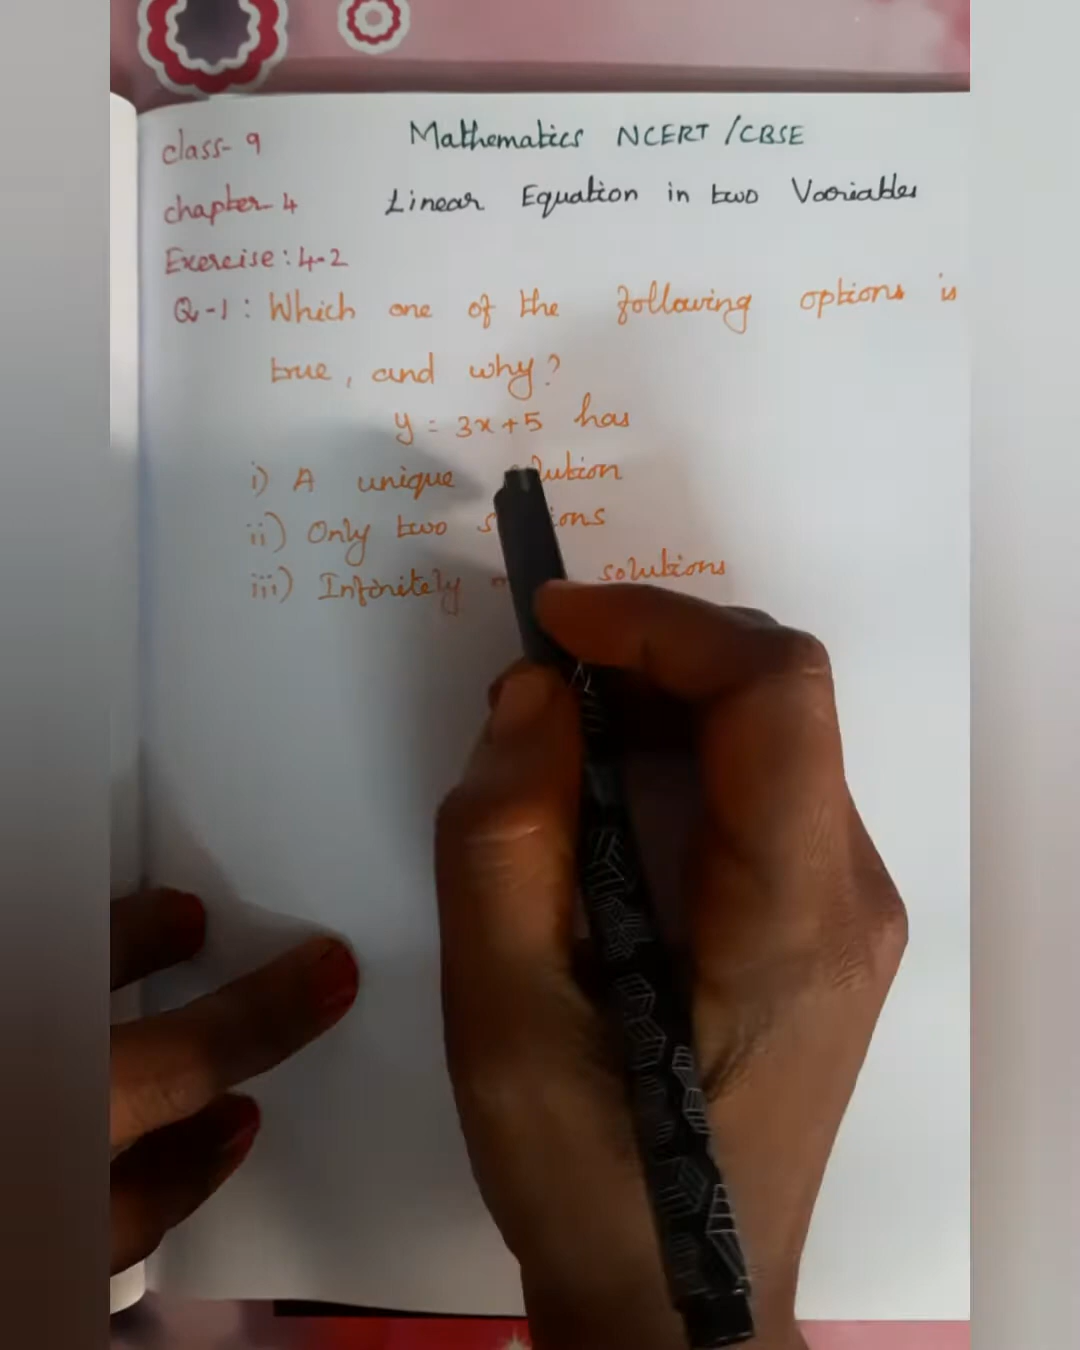 class- 9 Mathematics NCERT / CBSE
chapter-4 Linear Equation in two Variables
Exercise : 4.2
Q-1 : Which one of the following options is
true, and why?
y = 3x+5 has
i) A unique solution
ii) Only two
iii) Infinitely solutions